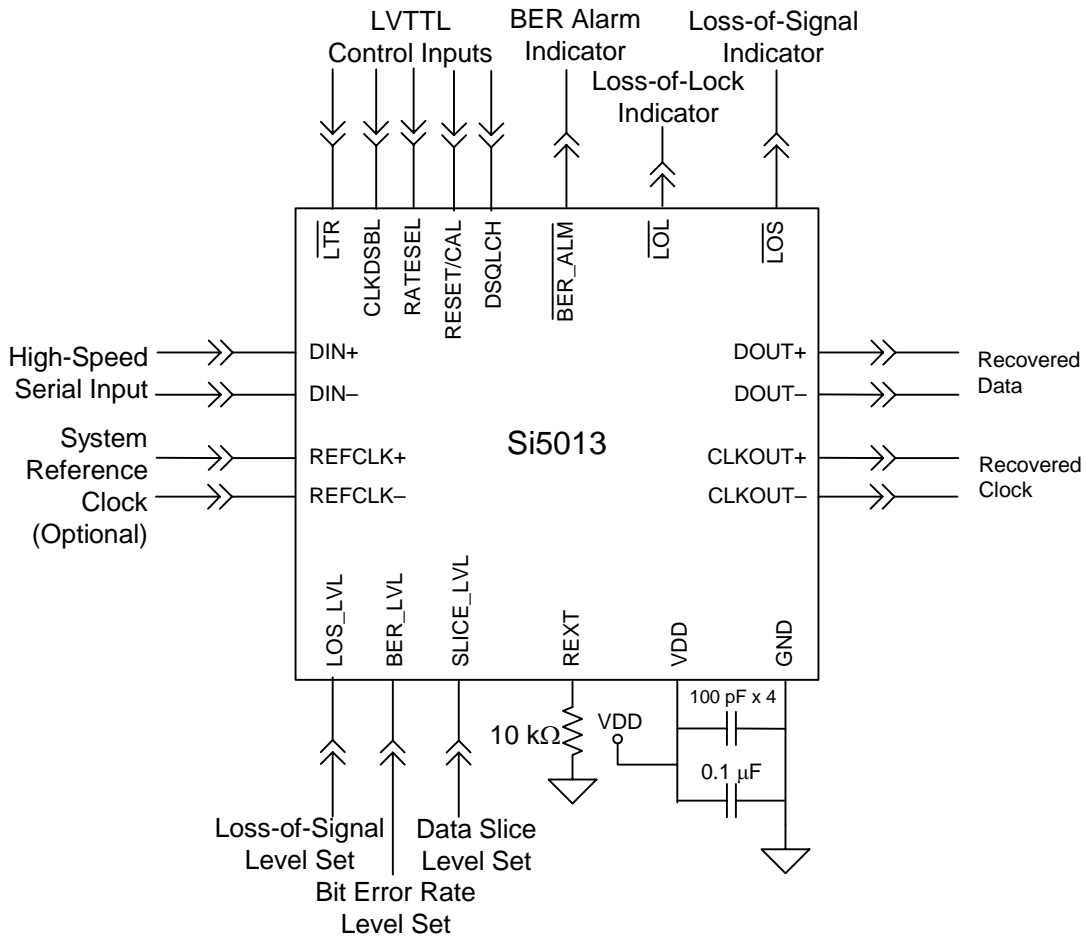 LVTTL
Control Inputs
BER Alarm
Indicator
Loss-of-Lock
Indicator
Loss-of-Signal
Indicator
LTR
CLKDSBL
RATESEL
RESET/CAL
DSQLCH
BER_ALM
LOL
LOS
High-Speed
Serial Input
DIN+
DIN–
System
Reference
Clock
(Optional)
REFCLK+
REFCLK–
Si5013
DOUT+
DOUT–
Recovered
Data
CLKOUT+
CLKOUT–
Recovered
Clock
LOS_LVL
BER_LVL
SLICE_LVL
REXT
VDD
GND
10 kΩ
VDD
100 pF x 4
0.1 μF
Loss-of-Signal
Level Set
Data Slice
Level Set
Bit Error Rate
Level Set